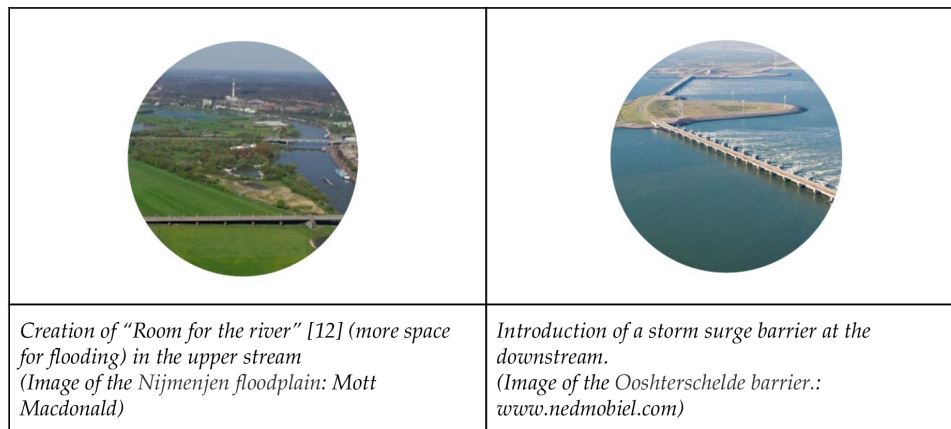 Creation of “Room for the river” [12] (more space
for flooding) in the upper stream
(Image of the Nijmenjen floodplain: Mott
Macdonald)
Introduction of a storm surge barrier at the
downstream.
(Image of the Ooshterschelde barrier.:
www.nedmobiel.com)